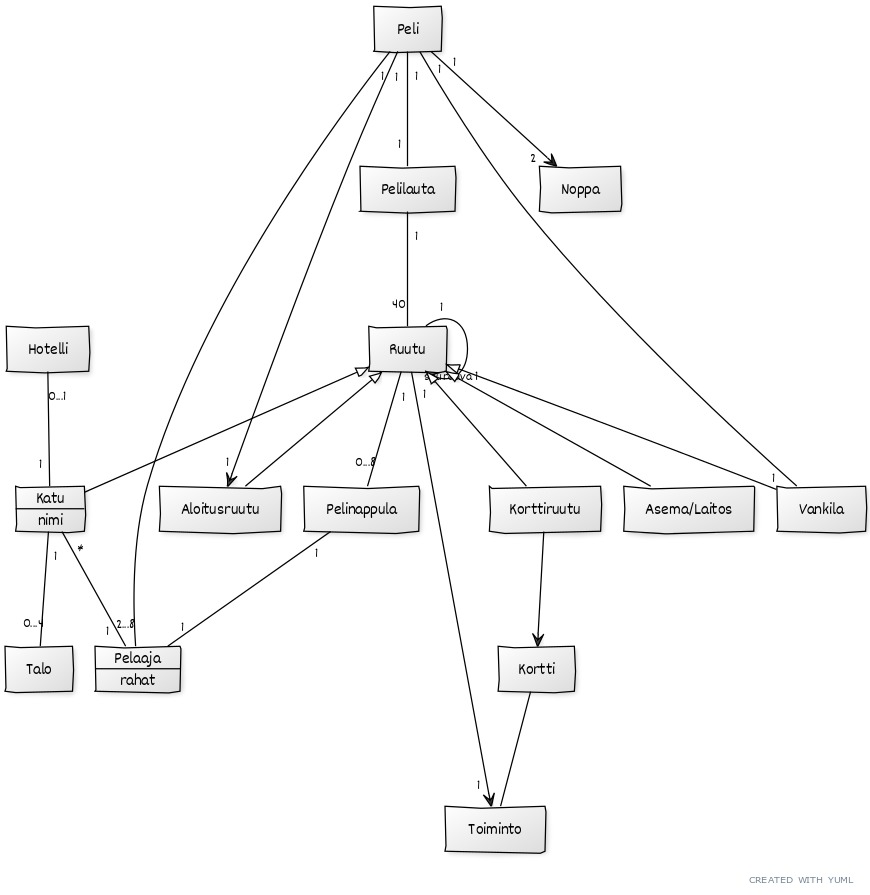 Peli
1 1 1 1 1
1
2
Pelilauta
Noppa
1
40
1
Hotelli
Ruutu
seuraava 1
0...1
1
1
0...8
1
1
1
Katu
nimi
Aloitusruutu
Pelinappula
Korttiruutu
Asema/Laitos
Vankila
1
*
1
0...4
1
2...8
1
Talo
Pelaaja
rahat
Kortti
1
Toiminto
CREATED WITH YUML